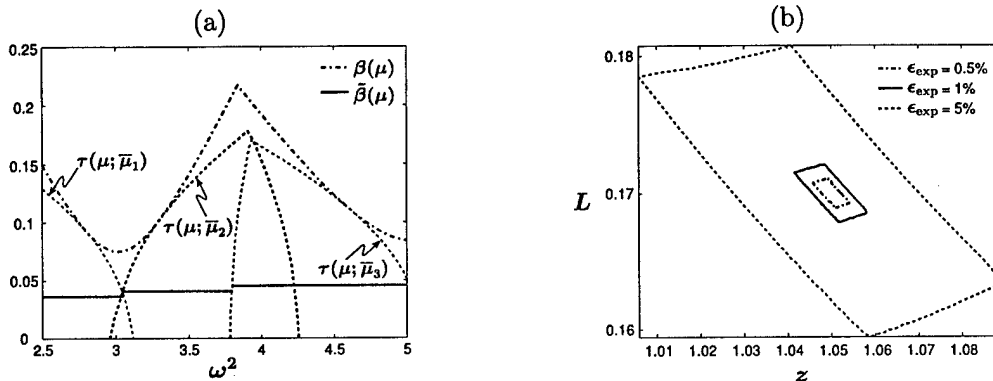 (a)
0.25
0.2
0.15
0.1
0.05
0
2.5 3 3.5 4 4.5 5
ω²
β(μ)
β̃(μ)
τ(μ; μ̅₁)
τ(μ; μ̅₂)
τ(μ; μ̅₃)
(b)
0.18
0.17
0.16
L
1.01 1.02 1.03 1.04 1.05 1.06 1.07 1.08
z
ϵexp = 0.5%
ϵexp = 1%
ϵexp = 5%